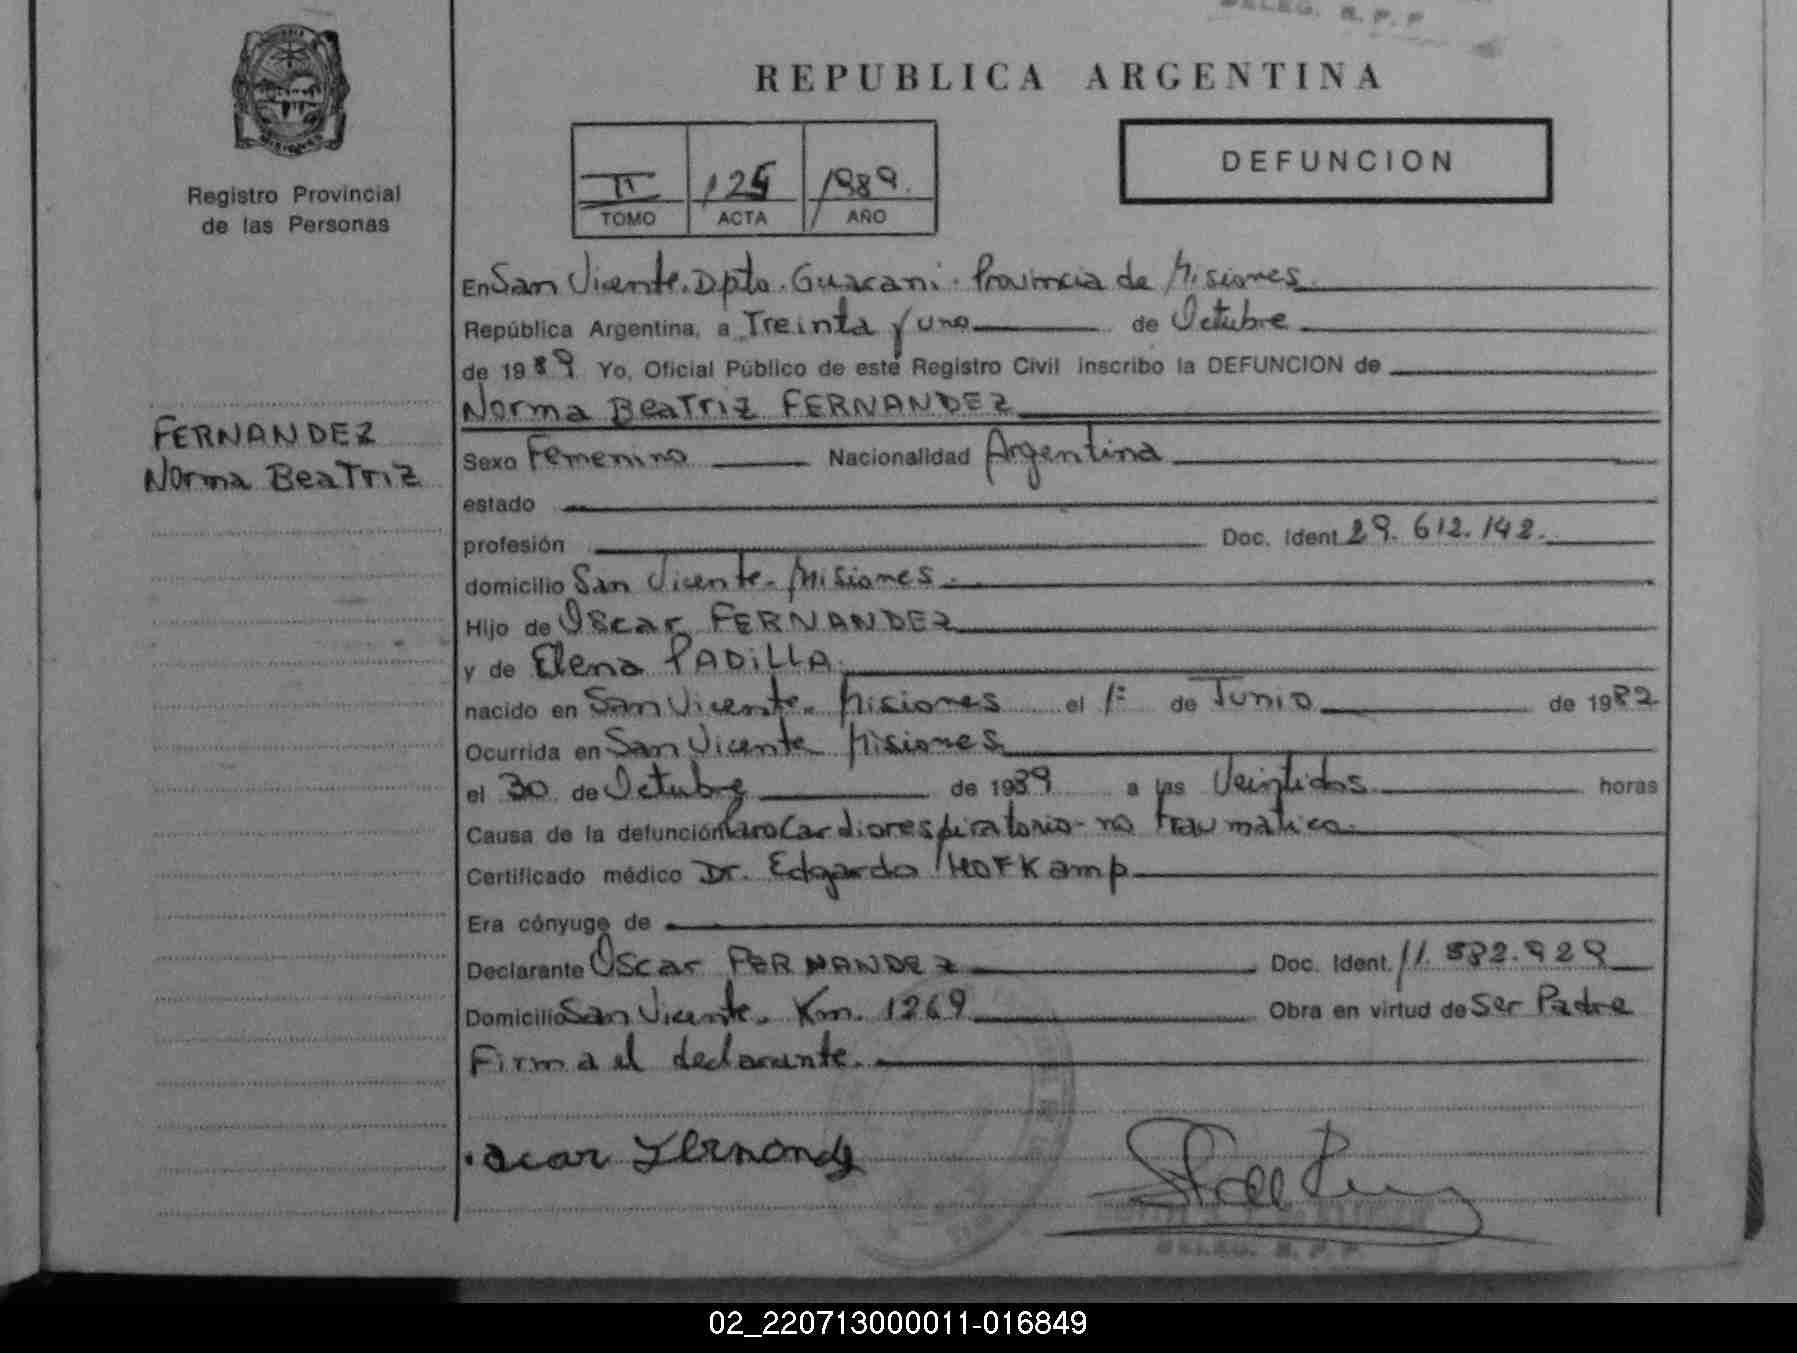 DELEG. R. P. P.
REPUBLICA ARGENTINA
DEFUNCION
Registro Provincial
de las Personas
II 125 1989.
TOMO ACTA AÑO
En San Vicente. Dpto. Guarani. Provincia de Misiones
República Argentina, a Treinta y uno de Octubre
de 1989 Yo, Oficial Público de este Registro Civil inscribo la DEFUNCION de
Norma Beatriz FERNANDEZ
FERNANDEZ
Norma Beatriz
Sexo Femenino Nacionalidad Argentina
estado
profesión Doc. Ident. 29. 612. 142.
domicilio San Vicente. Misiones.
Hijo de Oscar FERNANDEZ
y de Elena PADILLA.
nacido en San Vicente. Misiones el 1º de Junio de 1982
Ocurrida en San Vicente Misiones
el 30 de Octubre de 1989 a las Veintidos horas
Causa de la defunción Paro Cardiorespiratorio- no traumatico.
Certificado médico Dr. Edgardo HOFKamp
Era cónyuge de
Declarante Oscar FERNANDEZ Doc. Ident. 11. 582. 929
Domicilio San Vicente. Km. 1269 Obra en virtud de Ser Padre
Firma el declarante.
oscar Fernandez
DELEG. R. P. P.
02_220713000011-016849